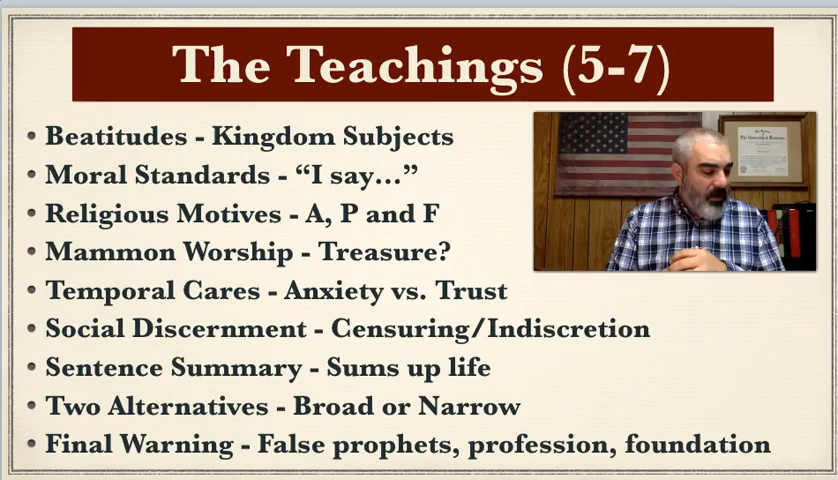 The Teachings (5-7)
• Beatitudes - Kingdom Subjects
• Moral Standards - “I say...”
• Religious Motives - A, P and F
• Mammon Worship - Treasure?
• Temporal Cares - Anxiety vs. Trust
• Social Discernment - Censuring/Indiscretion
• Sentence Summary - Sums up life
• Two Alternatives - Broad or Narrow
• Final Warning - False prophets, profession, foundation